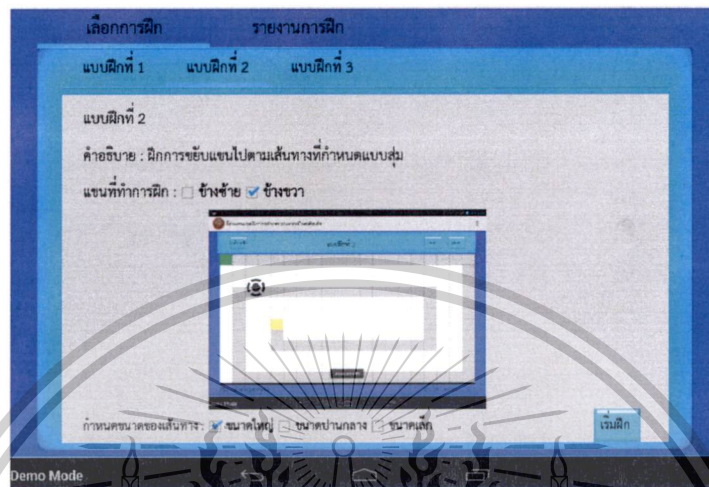 เลือกการฝึก รายงานการฝึก
แบบฝึกที่ 1 แบบฝึกที่ 2 แบบฝึกที่ 3
แบบฝึกที่ 2
คำอธิบาย : ฝึกการขยับแขนไปตามเส้นทางที่กำหนดแบบสุ่ม
แขนที่ทำการฝึก : ข้างซ้าย ข้างขวา
แบบฝึกที่ 2
กำหนดขนาดของเส้นทาง : ขนาดใหญ่ ขนาดปานกลาง ขนาดเล็ก
เริ่มฝึก
Demo Mode